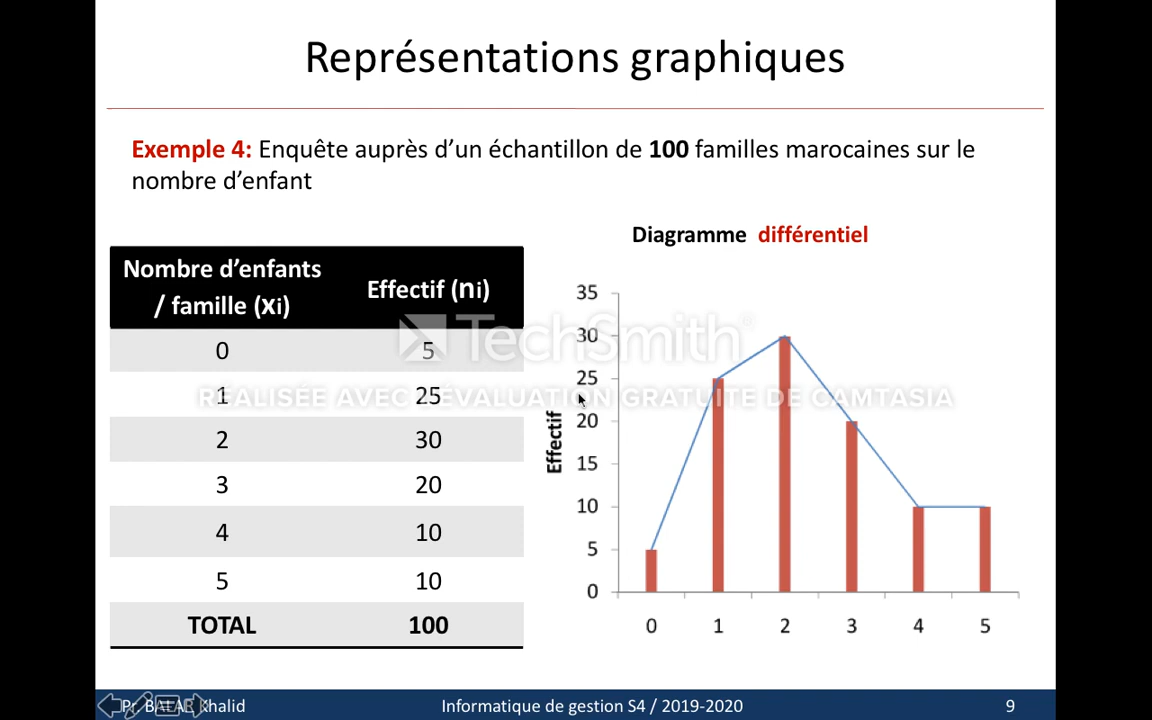 Représentations graphiques
Exemple 4: Enquête auprès d'un échantillon de 100 familles marocaines sur le
nombre d'enfant
Diagramme différentiel
Nombre d'enfants
/ famille (xi)
Effectif (ni)
0 5
1 25
2 30
3 20
4 10
5 10
TOTAL 100
Effectif
35
30
25
20
15
10
5
0
0 1 2 3 4 5
TechSmith
RÉALISÉE AVEC L'ÉVALUATION GRATUITE DE CAMTASIA
Pr BALAR Khalid
Informatique de gestion S4 / 2019-2020
9